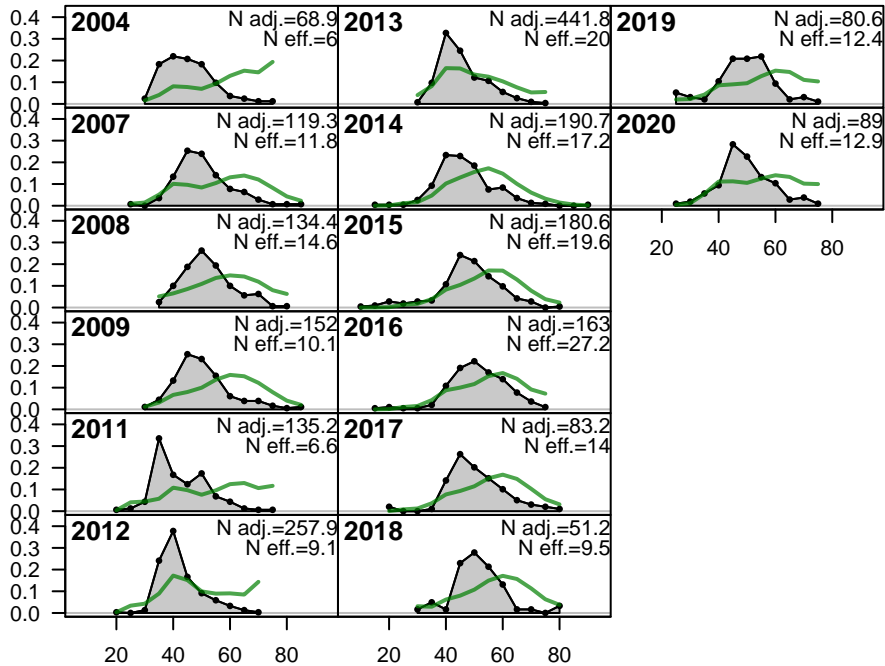 0.4
0.3
0.2
0.1
0.0
2004
N adj.=68.9
N eff.=6
0.4
0.3
0.2
0.1
0.0
2007
N adj.=119.3
N eff.=11.8
0.4
0.3
0.2
0.1
0.0
2008
N adj.=134.4
N eff.=14.6
0.4
0.3
0.2
0.1
0.0
2009
N adj.=152
N eff.=10.1
0.4
0.3
0.2
0.1
0.0
2011
N adj.=135.2
N eff.=6.6
0.4
0.3
0.2
0.1
0.0
2012
N adj.=257.9
N eff.=9.1
20 40 60 80
2013
N adj.=441.8
N eff.=20
2014
N adj.=190.7
N eff.=17.2
2015
N adj.=180.6
N eff.=19.6
2016
N adj.=163
N eff.=27.2
2017
N adj.=83.2
N eff.=14
2018
N adj.=51.2
N eff.=9.5
20 40 60 80
2019
N adj.=80.6
N eff.=12.4
2020
N adj.=89
N eff.=12.9
20 40 60 80